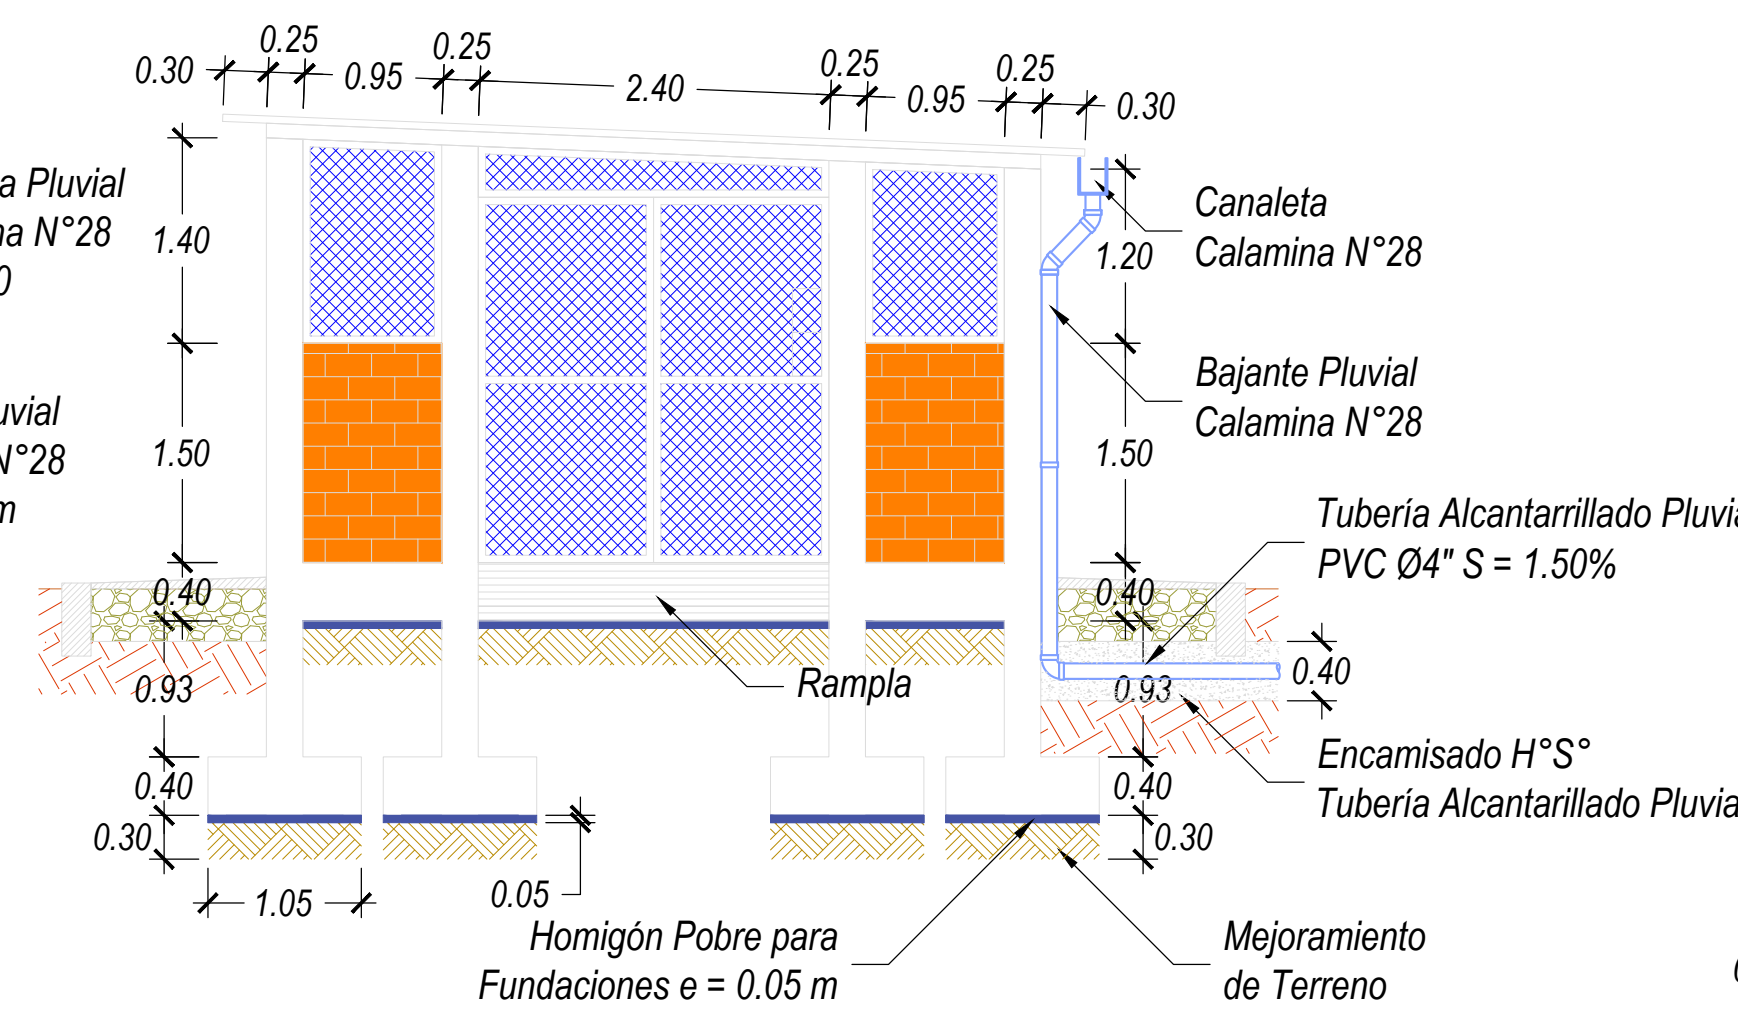 0.25
0.25
0.25
0.25
0.30
0.95
2.40
0.95
0.30
Pluvial
N°28
1.40
Canaleta
Calamina N°28
1.20
Bajante Pluvial
Calamina N°28
N°28
1.50
1.50
Tubería Alcantarrillado
PVC Ø4" S = 1.50%
0.40
0.40
0.93
Rampla
0.93
0.40
Encamisado H°S°
Tubería Alcantarillado
0.40
0.40
0.30
0.30
1.05
0.05
Homigón Pobre para
Fundaciones e = 0.05 m
Mejoramiento
de Terreno